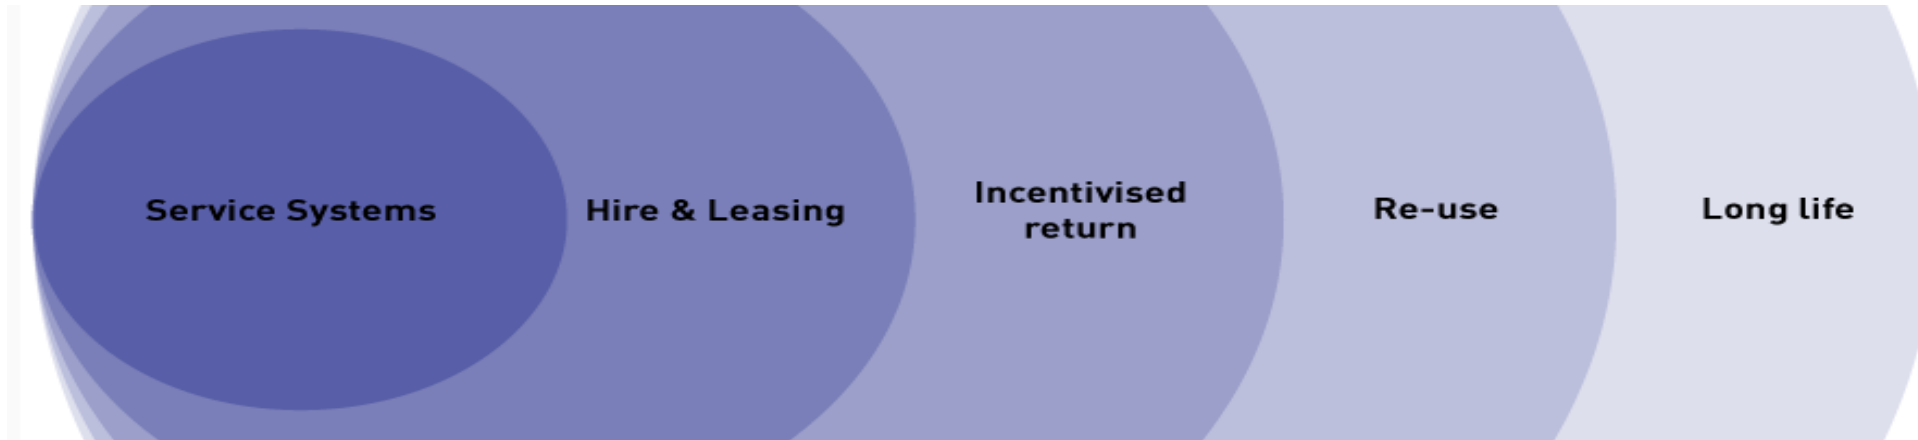 Service Systems
Hire & Leasing
Incentivised
return
Re-use
Long life